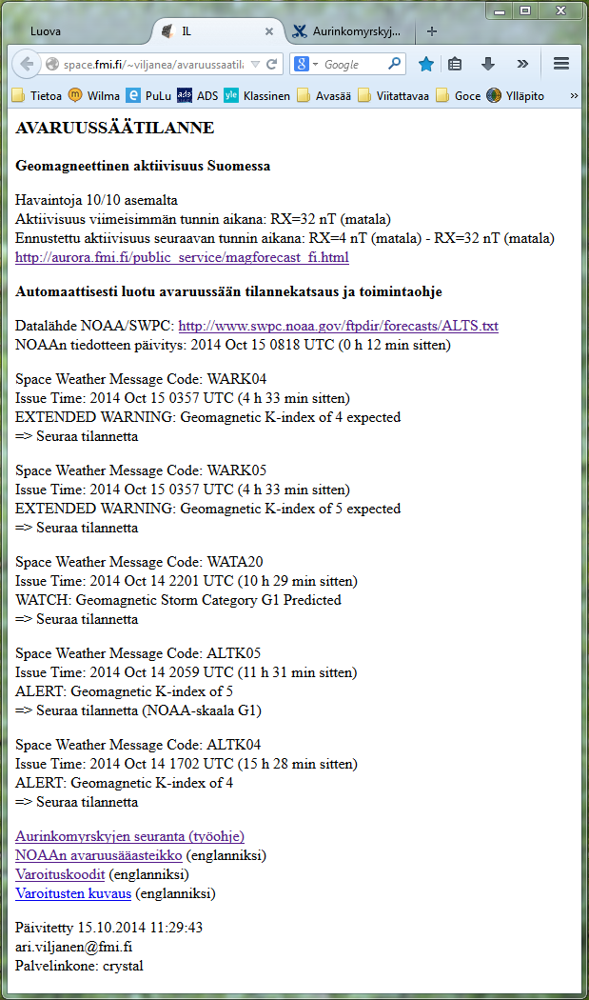 Luova
IL
Aurinkomyrskyj...
space.fmi.fi/~viljanea/avaruussaatila
Google
Tietoa
Wilma
PuLu
ADS
Klassinen
Avasää
Viitattavaa
Goce
Ylläpito
AVARUUSSÄÄTILANNE
Geomagneettinen aktiivisuus Suomessa
Havaintoja 10/10 asemalta
Aktiivisuus viimeisimmän tunnin aikana: RX=32 nT (matala)
Ennustettu aktiivisuus seuraavan tunnin aikana: RX=4 nT (matala) - RX=32 nT (matala)
http://aurora.fmi.fi/public_service/magforecast_fi.html
Automaattisesti luotu avaruussään tilannekatsaus ja toimintaohje
Datalähde NOAA/SWPC: http://www.swpc.noaa.gov/ftpdir/forecasts/ALTS.txt
NOAAn tiedotteen päivitys: 2014 Oct 15 0818 UTC (0 h 12 min sitten)
Space Weather Message Code: WARK04
Issue Time: 2014 Oct 15 0357 UTC (4 h 33 min sitten)
EXTENDED WARNING: Geomagnetic K-index of 4 expected
=> Seuraa tilannetta
Space Weather Message Code: WARK05
Issue Time: 2014 Oct 15 0357 UTC (4 h 33 min sitten)
EXTENDED WARNING: Geomagnetic K-index of 5 expected
=> Seuraa tilannetta
Space Weather Message Code: WATA20
Issue Time: 2014 Oct 14 2201 UTC (10 h 29 min sitten)
WATCH: Geomagnetic Storm Category G1 Predicted
=> Seuraa tilannetta
Space Weather Message Code: ALTK05
Issue Time: 2014 Oct 14 2059 UTC (11 h 31 min sitten)
ALERT: Geomagnetic K-index of 5
=> Seuraa tilannetta (NOAA-skaala G1)
Space Weather Message Code: ALTK04
Issue Time: 2014 Oct 14 1702 UTC (15 h 28 min sitten)
ALERT: Geomagnetic K-index of 4
=> Seuraa tilannetta
Aurinkomyrskyjen seuranta (työohje)
NOAAn avaruusääasteikko (englanniksi)
Varoituskoodit (englanniksi)
Varoitusten kuvaus (englanniksi)
Päivitetty 15.10.2014 11:29:43
ari.viljanen@fmi.fi
Palvelinkone: crystal